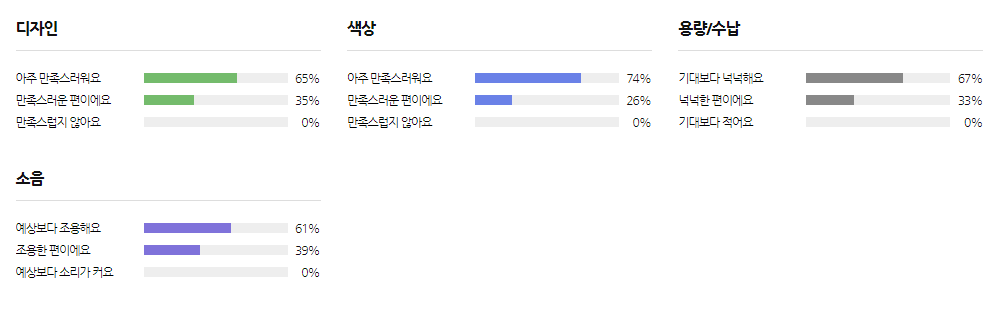 디자인
아주 만족스러워요 65%
만족스러운 편이에요 35%
만족스럽지 않아요 0%
색상
아주 만족스러워요 74%
만족스러운 편이에요 26%
만족스럽지 않아요 0%
용량/수납
기대보다 넉넉해요 67%
넉넉한 편이에요 33%
기대보다 적어요 0%
소음
예상보다 조용해요 61%
조용한 편이에요 39%
예상보다 소리가 커요 0%